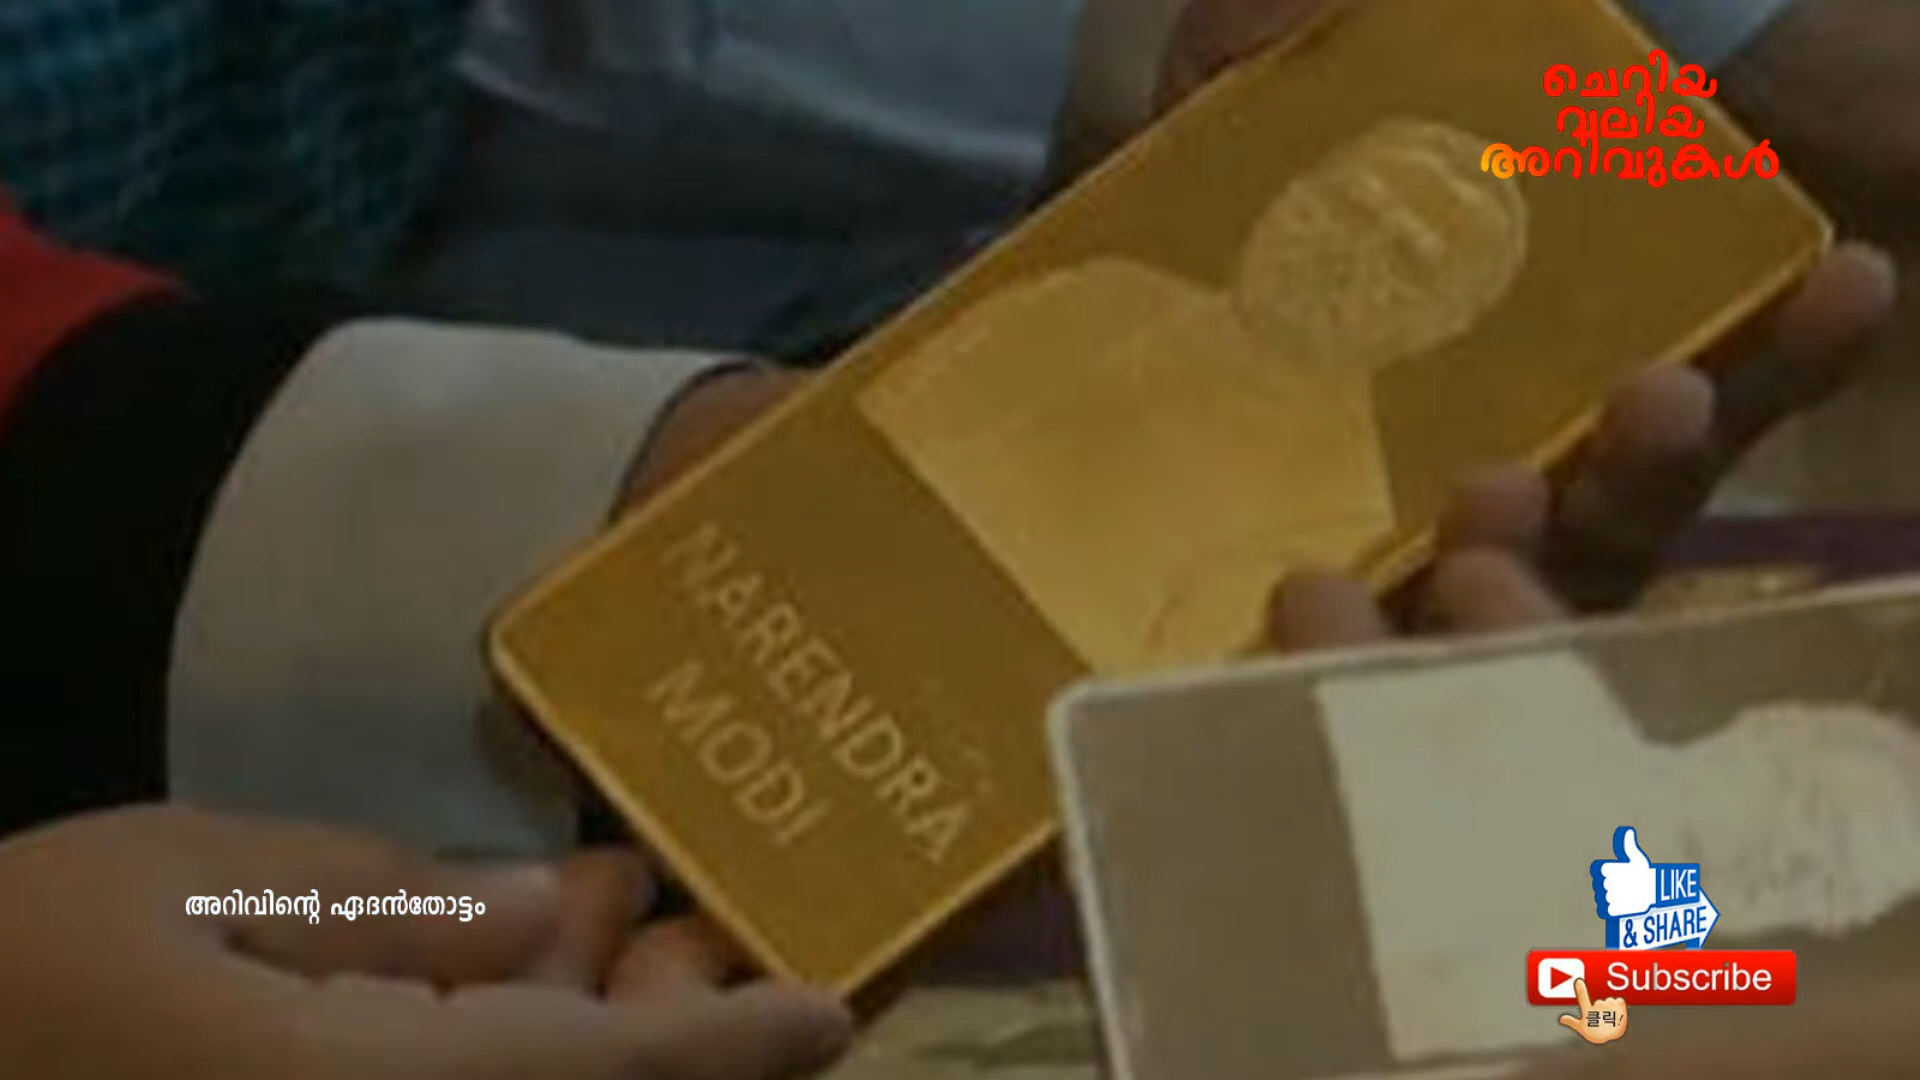 ചെറിയ
വലിയ
അറിവുകൾ
NARENDRA
MODI
അറിവിന്റെ ഏദൻതോട്ടം
LIKE
& SHARE
Subscribe
클릭!